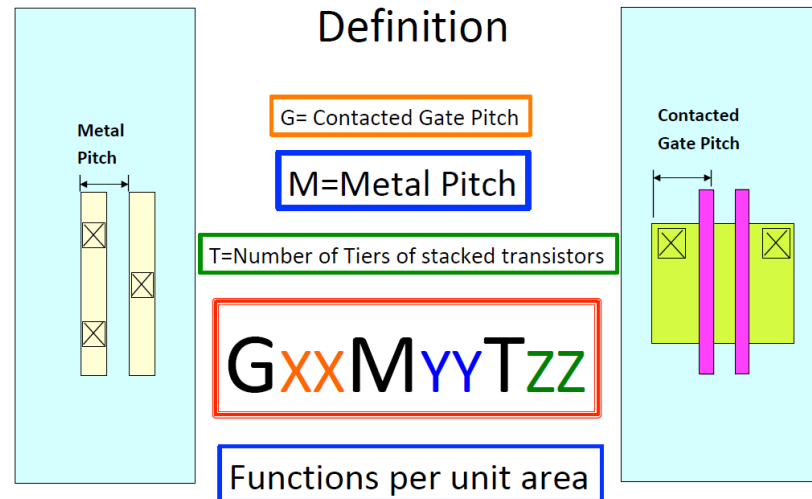 Definition
Metal
Pitch
G= Contacted Gate Pitch
M=Metal Pitch
T=Number of Tiers of stacked transistors
GXXMYYTZZ
Functions per unit area
Contacted
Gate Pitch